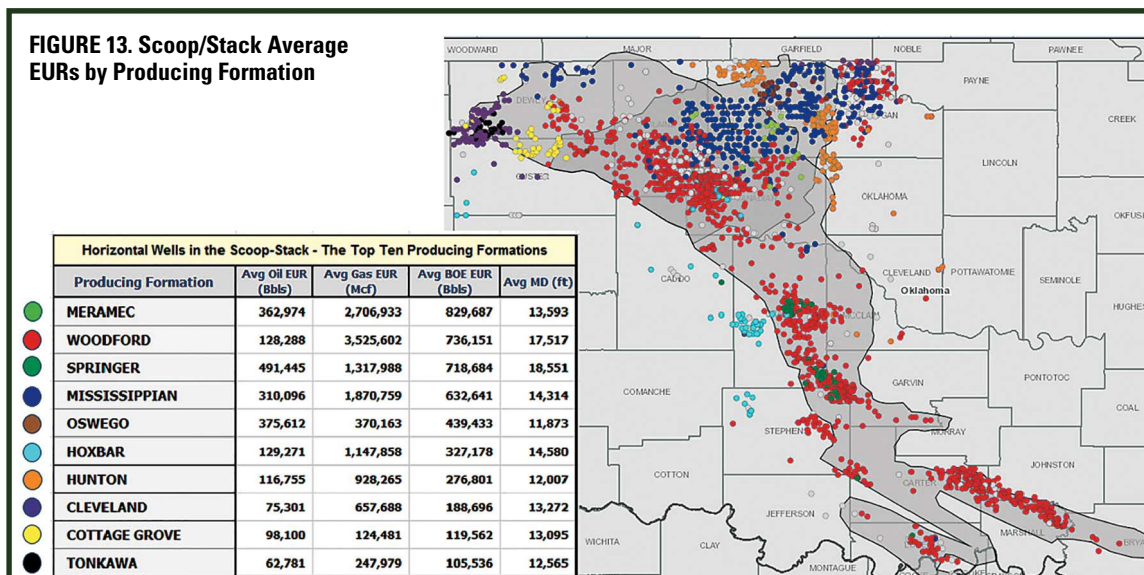 FIGURE 13. Scoop/Stack Average
EURs by Producing Formation
WOODWARD MAJOR GARFIELD NOBLE PAWNEE
PAYNE
CREEK
LINCOLN
OKLAHOMA
OKFUS
CADDO
CLEVELAND POTTAWATOMIE SEMINOLE
Oklahoma
HUGHES
MCCLAIN
COMANCHE
GARVIN
PONTOTOC
COAL
STEPHENS
MURRAY
COTTON
JOHNSTON
CARTER
JEFFERSON
MARSHALL
BRYA
WICHITA CLAY
MONTAGUE
Horizontal Wells in the Scoop-Stack - The Top Ten Producing Formations
Producing Formation Avg Oil EUR (Bbls) Avg Gas EUR (Mcf) Avg BOE EUR (Bbls) Avg MD (ft)
MERAMEC 362,974 2,706,933 829,687 13,593
WOODFORD 128,288 3,525,602 736,151 17,517
SPRINGER 491,445 1,317,988 718,684 18,551
MISSISSIPPIAN 310,096 1,870,759 632,641 14,314
OSWEGO 375,612 370,163 439,433 11,873
HOXBAR 129,271 1,147,858 327,178 14,580
HUNTON 116,755 928,265 276,801 12,007
CLEVELAND 75,301 657,688 188,696 13,272
COTTAGE GROVE 98,100 124,481 119,562 13,095
TONKAWA 62,781 247,979 105,536 12,565